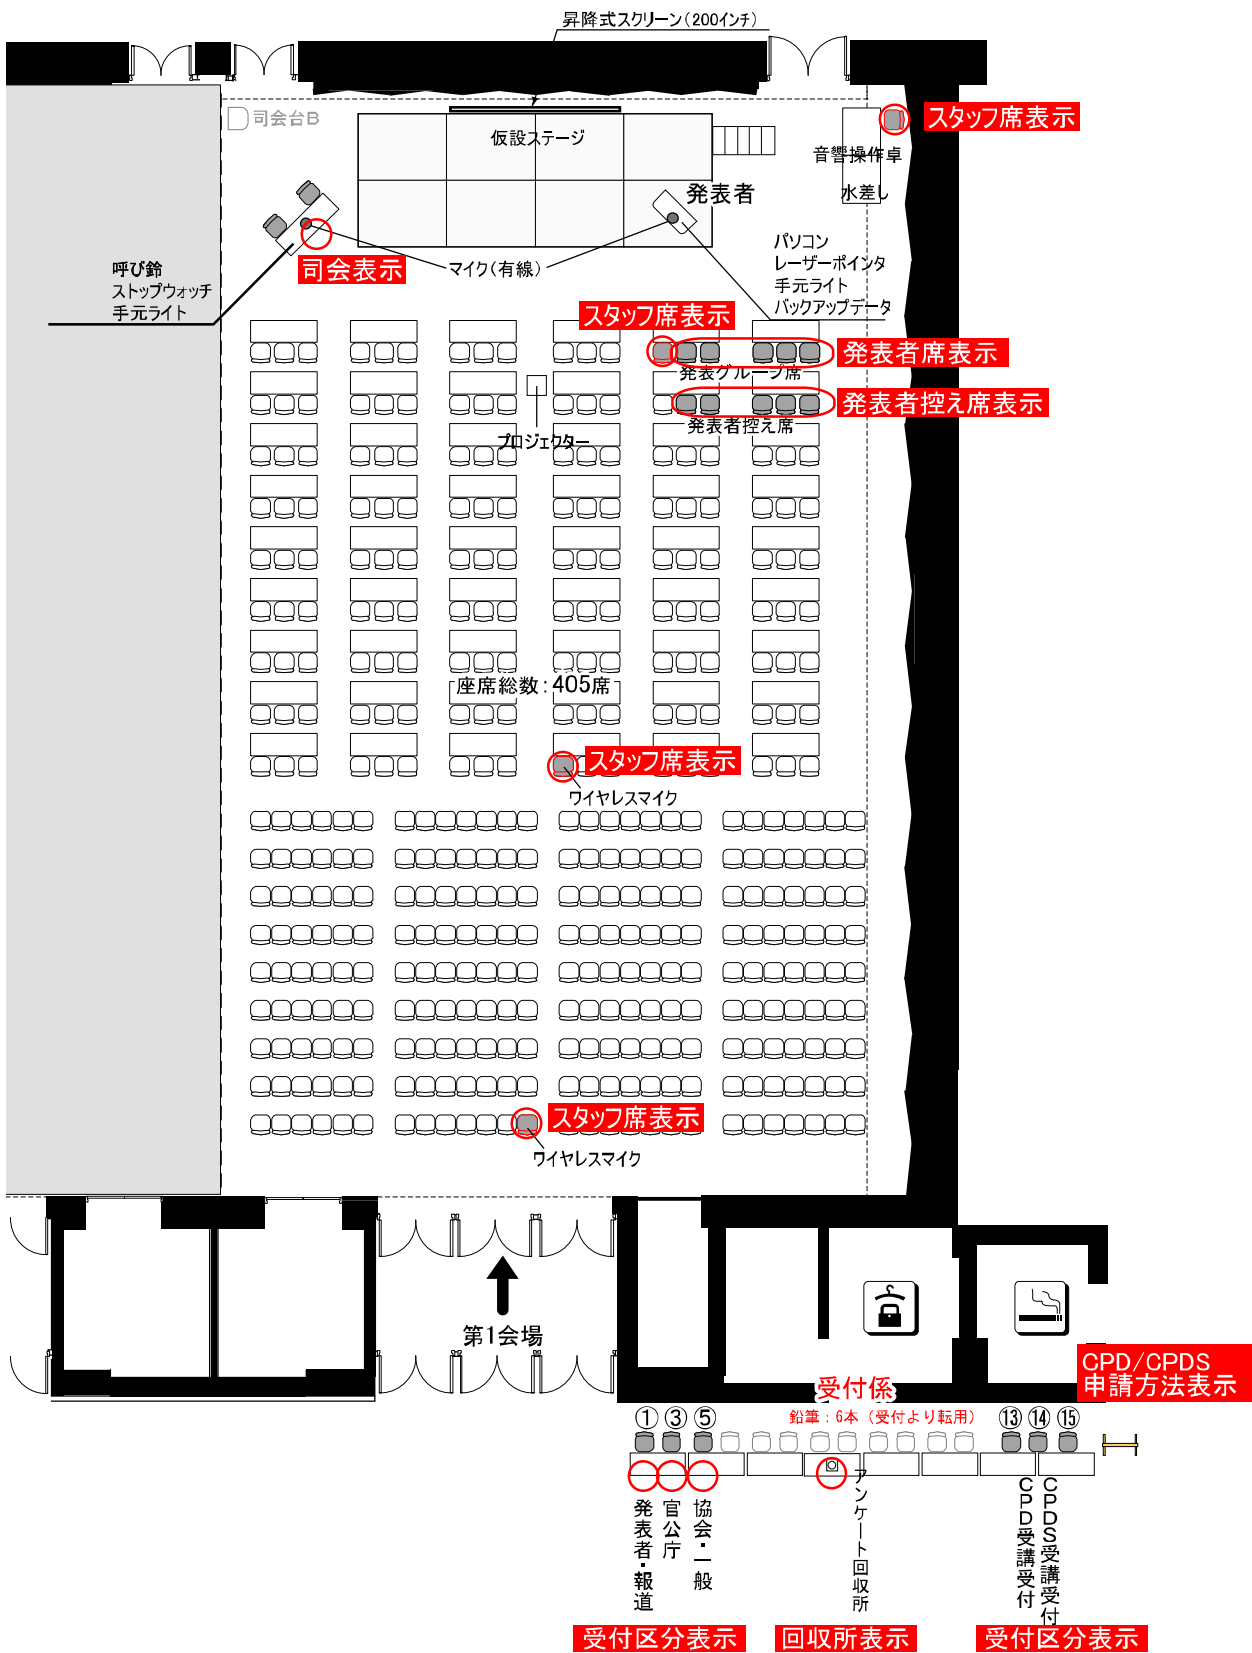 昇降式スクリーン(200インチ)
司会台B
仮設ステージ
スタッフ席表示
音響操作卓
発表者
水差し
司会表示
マイク(有線)
呼び鈴
ストップウォッチ
手元ライト
パソコン
レーザーポインタ
手元ライト
バックアップデータ
スタッフ席表示
発表者席表示
発表グループ席
発表者控え席表示
発表者控え席
プロジェクター
座席総数:405席
スタッフ席表示
ワイヤレスマイク
スタッフ席表示
ワイヤレスマイク
第1会場
CPD/CPDS
申請方法表示
受付係
鉛筆:6本(受付より転用)
① ③ ⑤ ⑬ ⑭ ⑮
発表者・報道
官公庁
協会・一般
アンケート回収所
CPD受講受付
CPDS受講受付
受付区分表示
回収所表示
受付区分表示